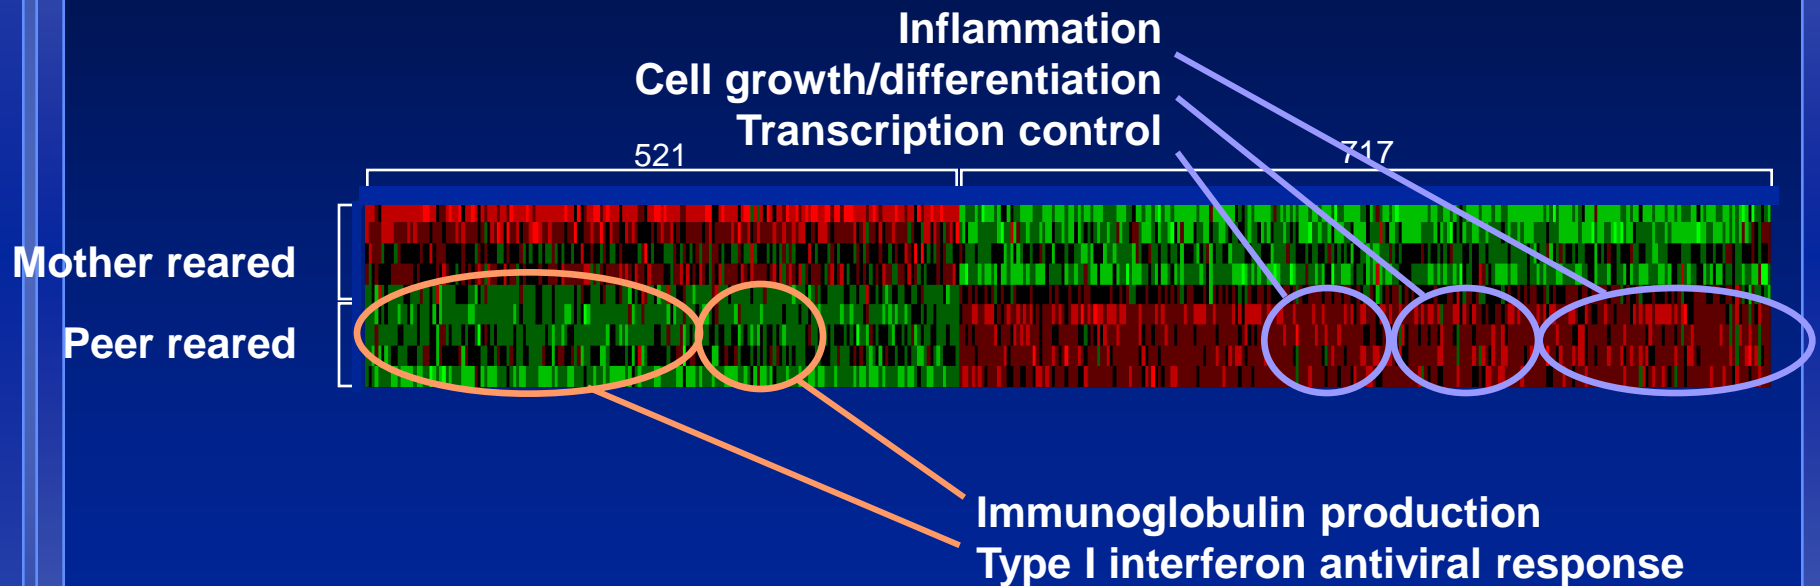 Inflammation
Cell growth/differentiation
Transcription control
521
717
Mother reared
Peer reared
Immunoglobulin production
Type I interferon antiviral response